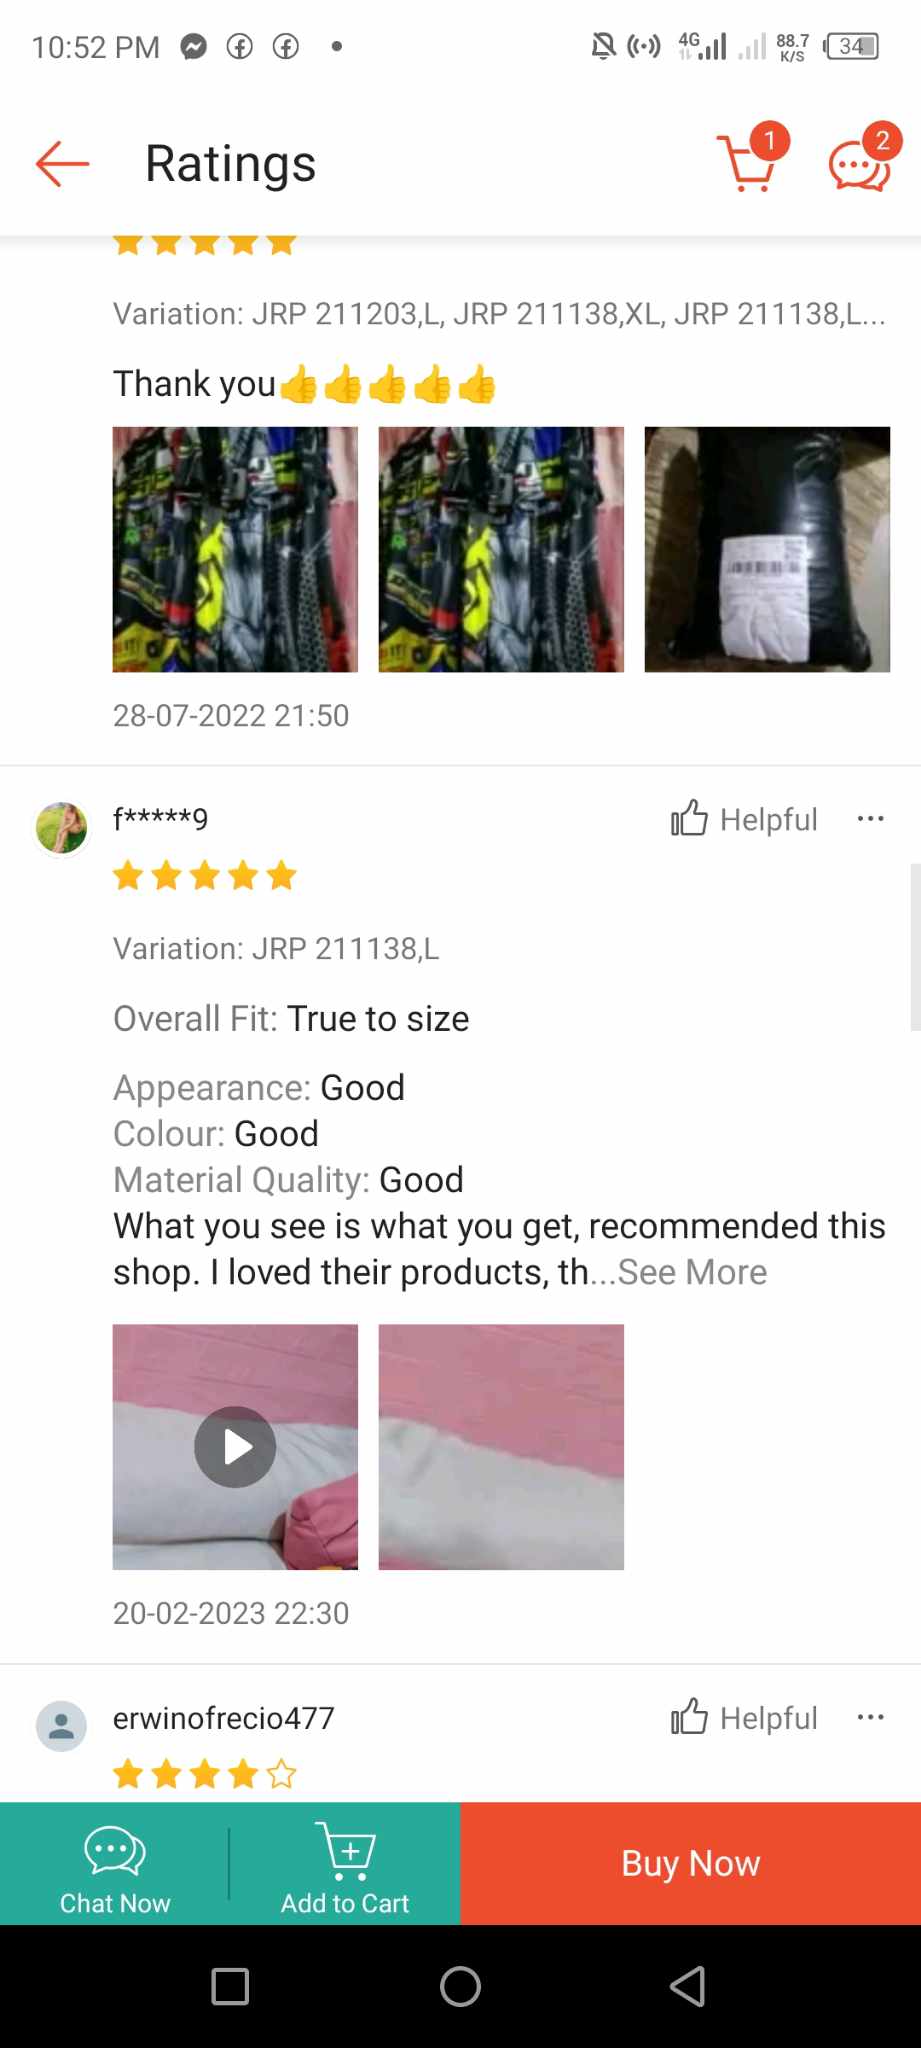 10:52 PM
4G
88.7
K/S
34
Ratings
1
2
Variation: JRP 211203,L, JRP 211138,XL, JRP 211138,L...
Thank you👍👍👍👍👍
28-07-2022 21:50
f*****9
Helpful
Variation: JRP 211138,L
Overall Fit: True to size
Appearance: Good
Colour: Good
Material Quality: Good
What you see is what you get, recommended this
shop. I loved their products, th...See More
20-02-2023 22:30
erwinofrecio477
Helpful
Chat Now
Add to Cart
Buy Now